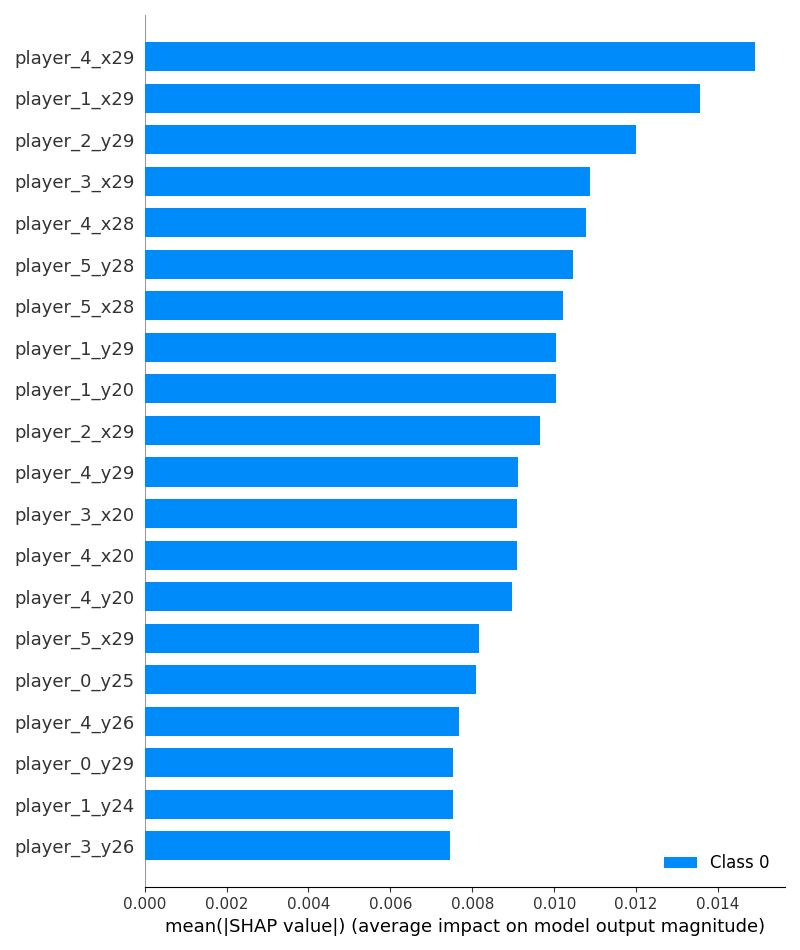 player_4_x29
player_1_x29
player_2_y29
player_3_x29
player_4_x28
player_5_y28
player_5_x28
player_1_y29
player_1_y20
player_2_x29
player_4_y29
player_3_x20
player_4_x20
player_4_y20
player_5_x29
player_0_y25
player_4_y26
player_0_y29
player_1_y24
player_3_y26
Class 0
0.000 0.002 0.004 0.006 0.008 0.010 0.012 0.014
mean(|SHAP value|) (average impact on model output magnitude)